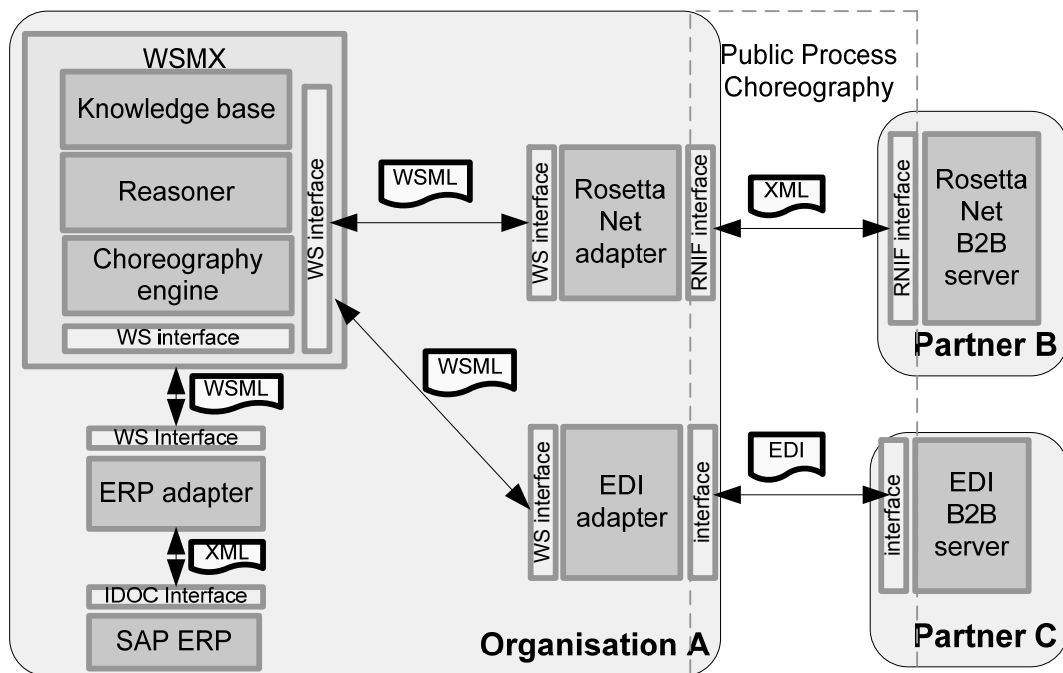 WSMX
Knowledge base
Reasoner
Choreography
engine
WS interface
WS interface
WSML
WS interface
Rosetta
Net
adapter
RNIF interface
Public Process
Choreography
XML
RNIF interface
Rosetta
Net
B2B
server
Partner B
WSML
WSML
WS Interface
ERP adapter
XML
IDOC Interface
SAP ERP
WS interface
EDI
adapter
interface
EDI
interface
EDI
B2B
server
Organisation A
Partner C